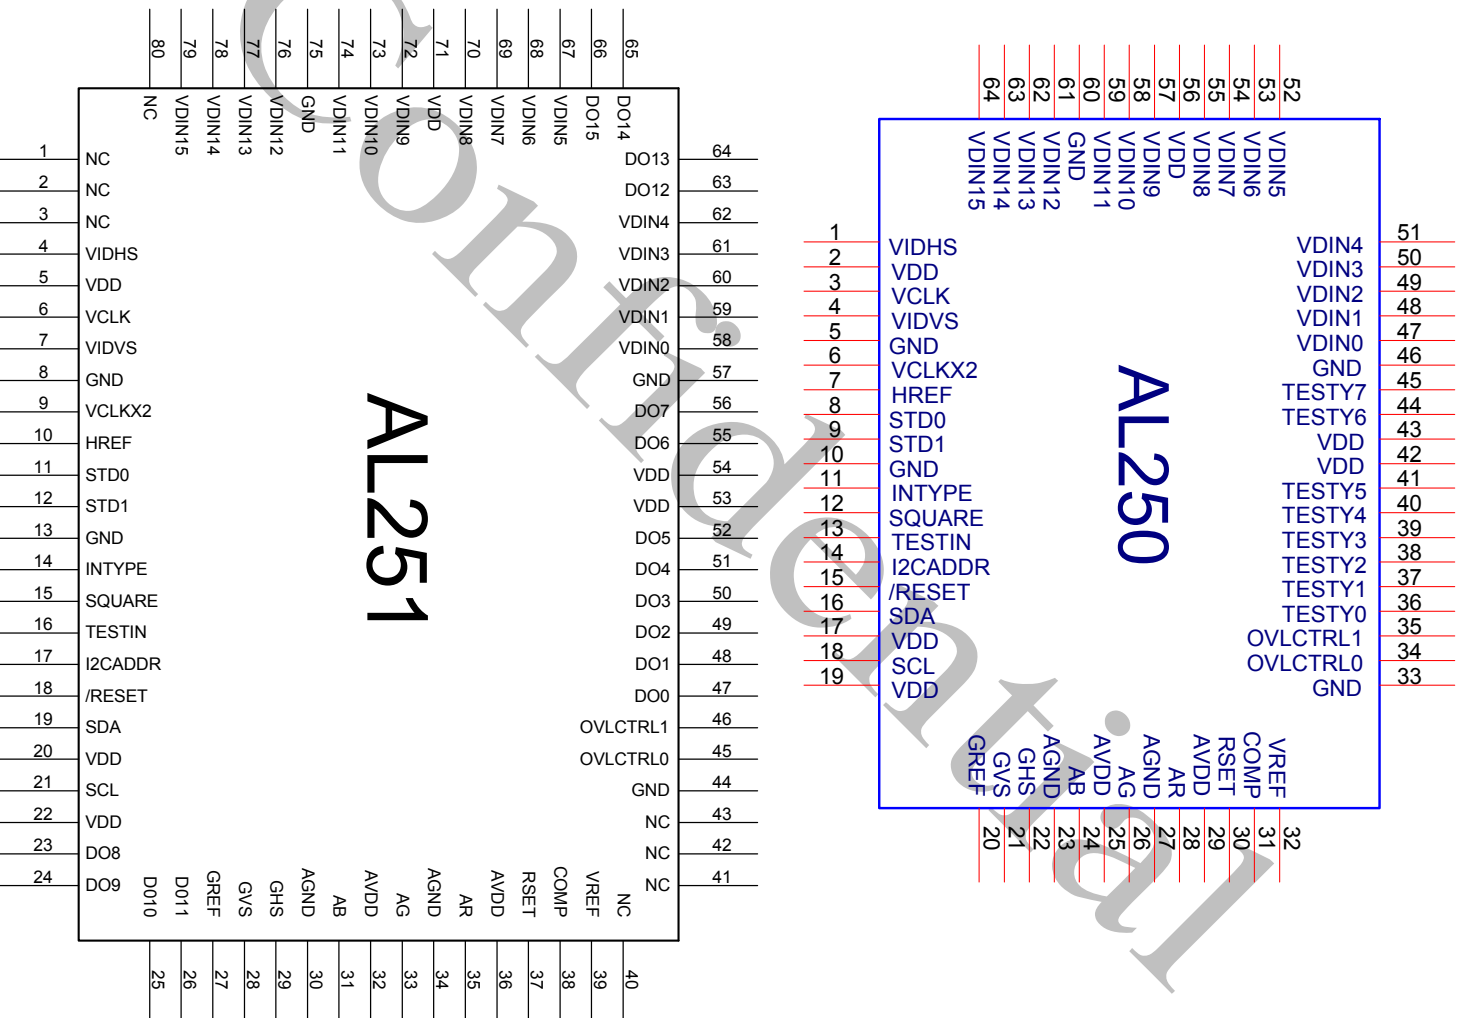 80 79 78 77 76 75 74 73 72 71 70 69 68 67 66 65
NC VDIN15 VDIN14 VDIN13 VDIN12 GND VDIN11 VDIN10 VDIN9 VDD VDIN8 VDIN7 VDIN6 VDIN5 DO15 DO14
1 NC DO13 64
2 NC DO12 63
3 NC VDIN4 62
4 VIDHS VDIN3 61
5 VDD VDIN2 60
6 VCLK VDIN1 59
7 VIDVS VDIN0 58
8 GND GND 57
9 VCLKX2 DO7 56
10 HREF DO6 55
11 STD0 VDD 54
12 STD1 VDD 53
13 GND DO5 52
14 INTYPE DO4 51
15 SQUARE DO3 50
16 TESTIN DO2 49
17 I2CADDR DO1 48
18 /RESET DO0 47
19 SDA OVLCTRL1 46
20 VDD OVLCTRL0 45
21 SCL GND 44
22 VDD NC 43
23 DO8 NC 42
24 DO9 NC 41
AL251
D010 D011 GREF GVS GHS AGND AB AVDD AG AGND AR AVDD RSET COMP VREF NC
25 26 27 28 29 30 31 32 33 34 35 36 37 38 39 40
64 63 62 61 60 59 58 57 56 55 54 53 52
VDIN15 VDIN14 VDIN13 VDIN12 GND VDIN11 VDIN10 VDIN9 VDD VDIN8 VDIN7 VDIN6 VDIN5
1 VIDHS VDIN4 51
2 VDD VDIN3 50
3 VCLK VDIN2 49
4 VIDVS VDIN1 48
5 GND VDIN0 47
6 VCLKX2 GND 46
7 HREF TESTY7 45
8 STD0 TESTY6 44
9 STD1 VDD 43
10 GND VDD 42
11 INTYPE TESTY5 41
12 SQUARE TESTY4 40
13 TESTIN TESTY3 39
14 I2CADDR TESTY2 38
15 /RESET TESTY1 37
16 SDA TESTY0 36
17 VDD OVLCTRL1 35
18 SCL OVLCTRL0 34
19 VDD GND 33
AL250
GREF GVS GHS AGND AB AVDD AG AGND AR AVDD RSET COMP VREF
20 21 22 23 24 25 26 27 28 29 30 31 32
Confidential